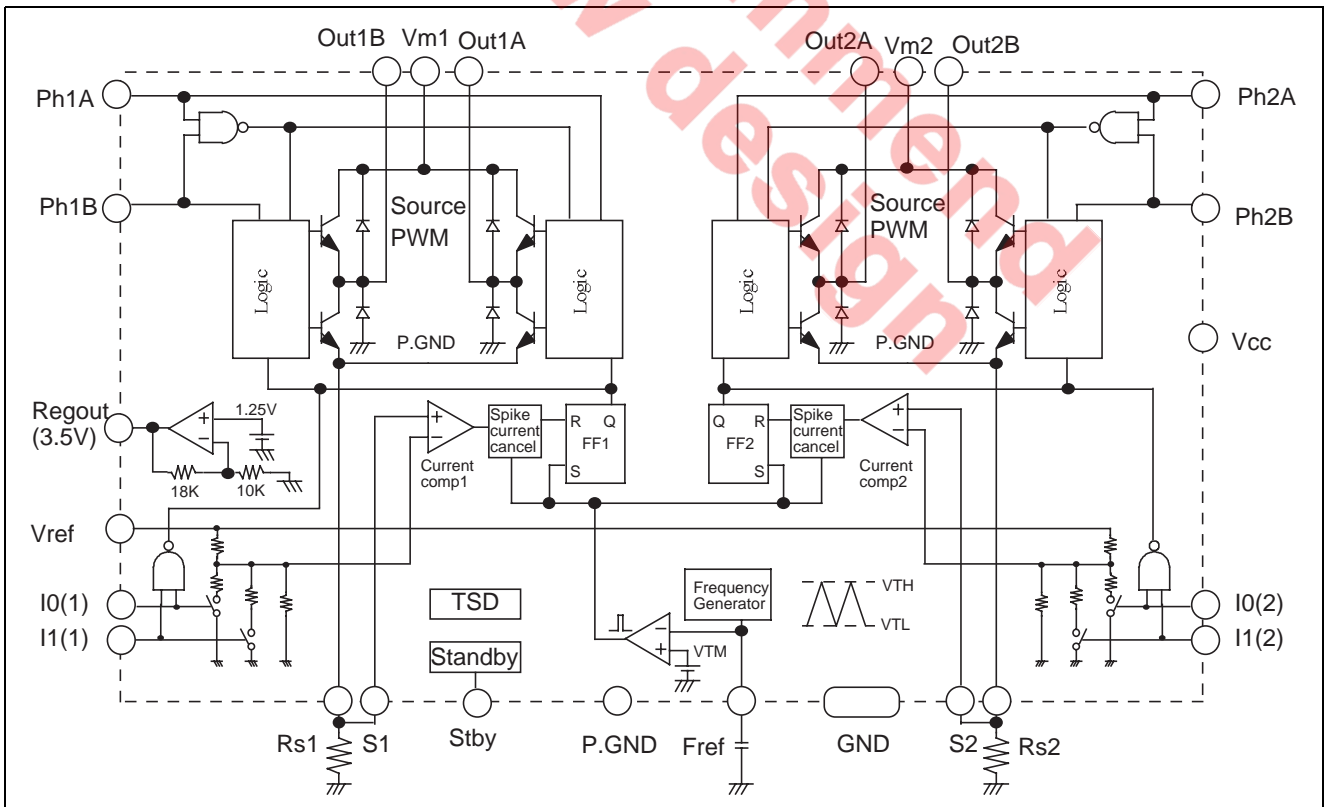 mmend
w design
Out1B Vm1 Out1A
Out2A Vm2 Out2B
Ph1A
Ph2A
Ph1B
Ph2B
Source
PWM
Source
PWM
Logic
Logic
Logic
Logic
P.GND
P.GND
Vcc
Regout
(3.5V)
+
-
1.25V
18K
10K
+
-
Current
comp1
Spike
current
cancel
R Q
FF1
S
Q R
FF2
S
Spike
current
cancel
+
-
Current
comp2
Vref
I0(1)
I1(1)
TSD
Standby
Frequency
Generator
VTH
VTL
-
+
VTM
I0(2)
I1(2)
Rs1
S1
Stby
P.GND
Fref
GND
S2
Rs2